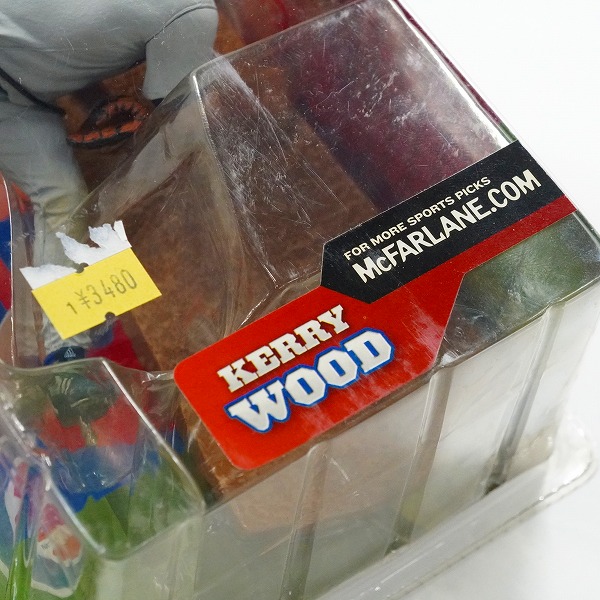 FOR MORE SPORTS PICKS
McFARLANE.COM
KERRY
WOOD
1 ¥3480